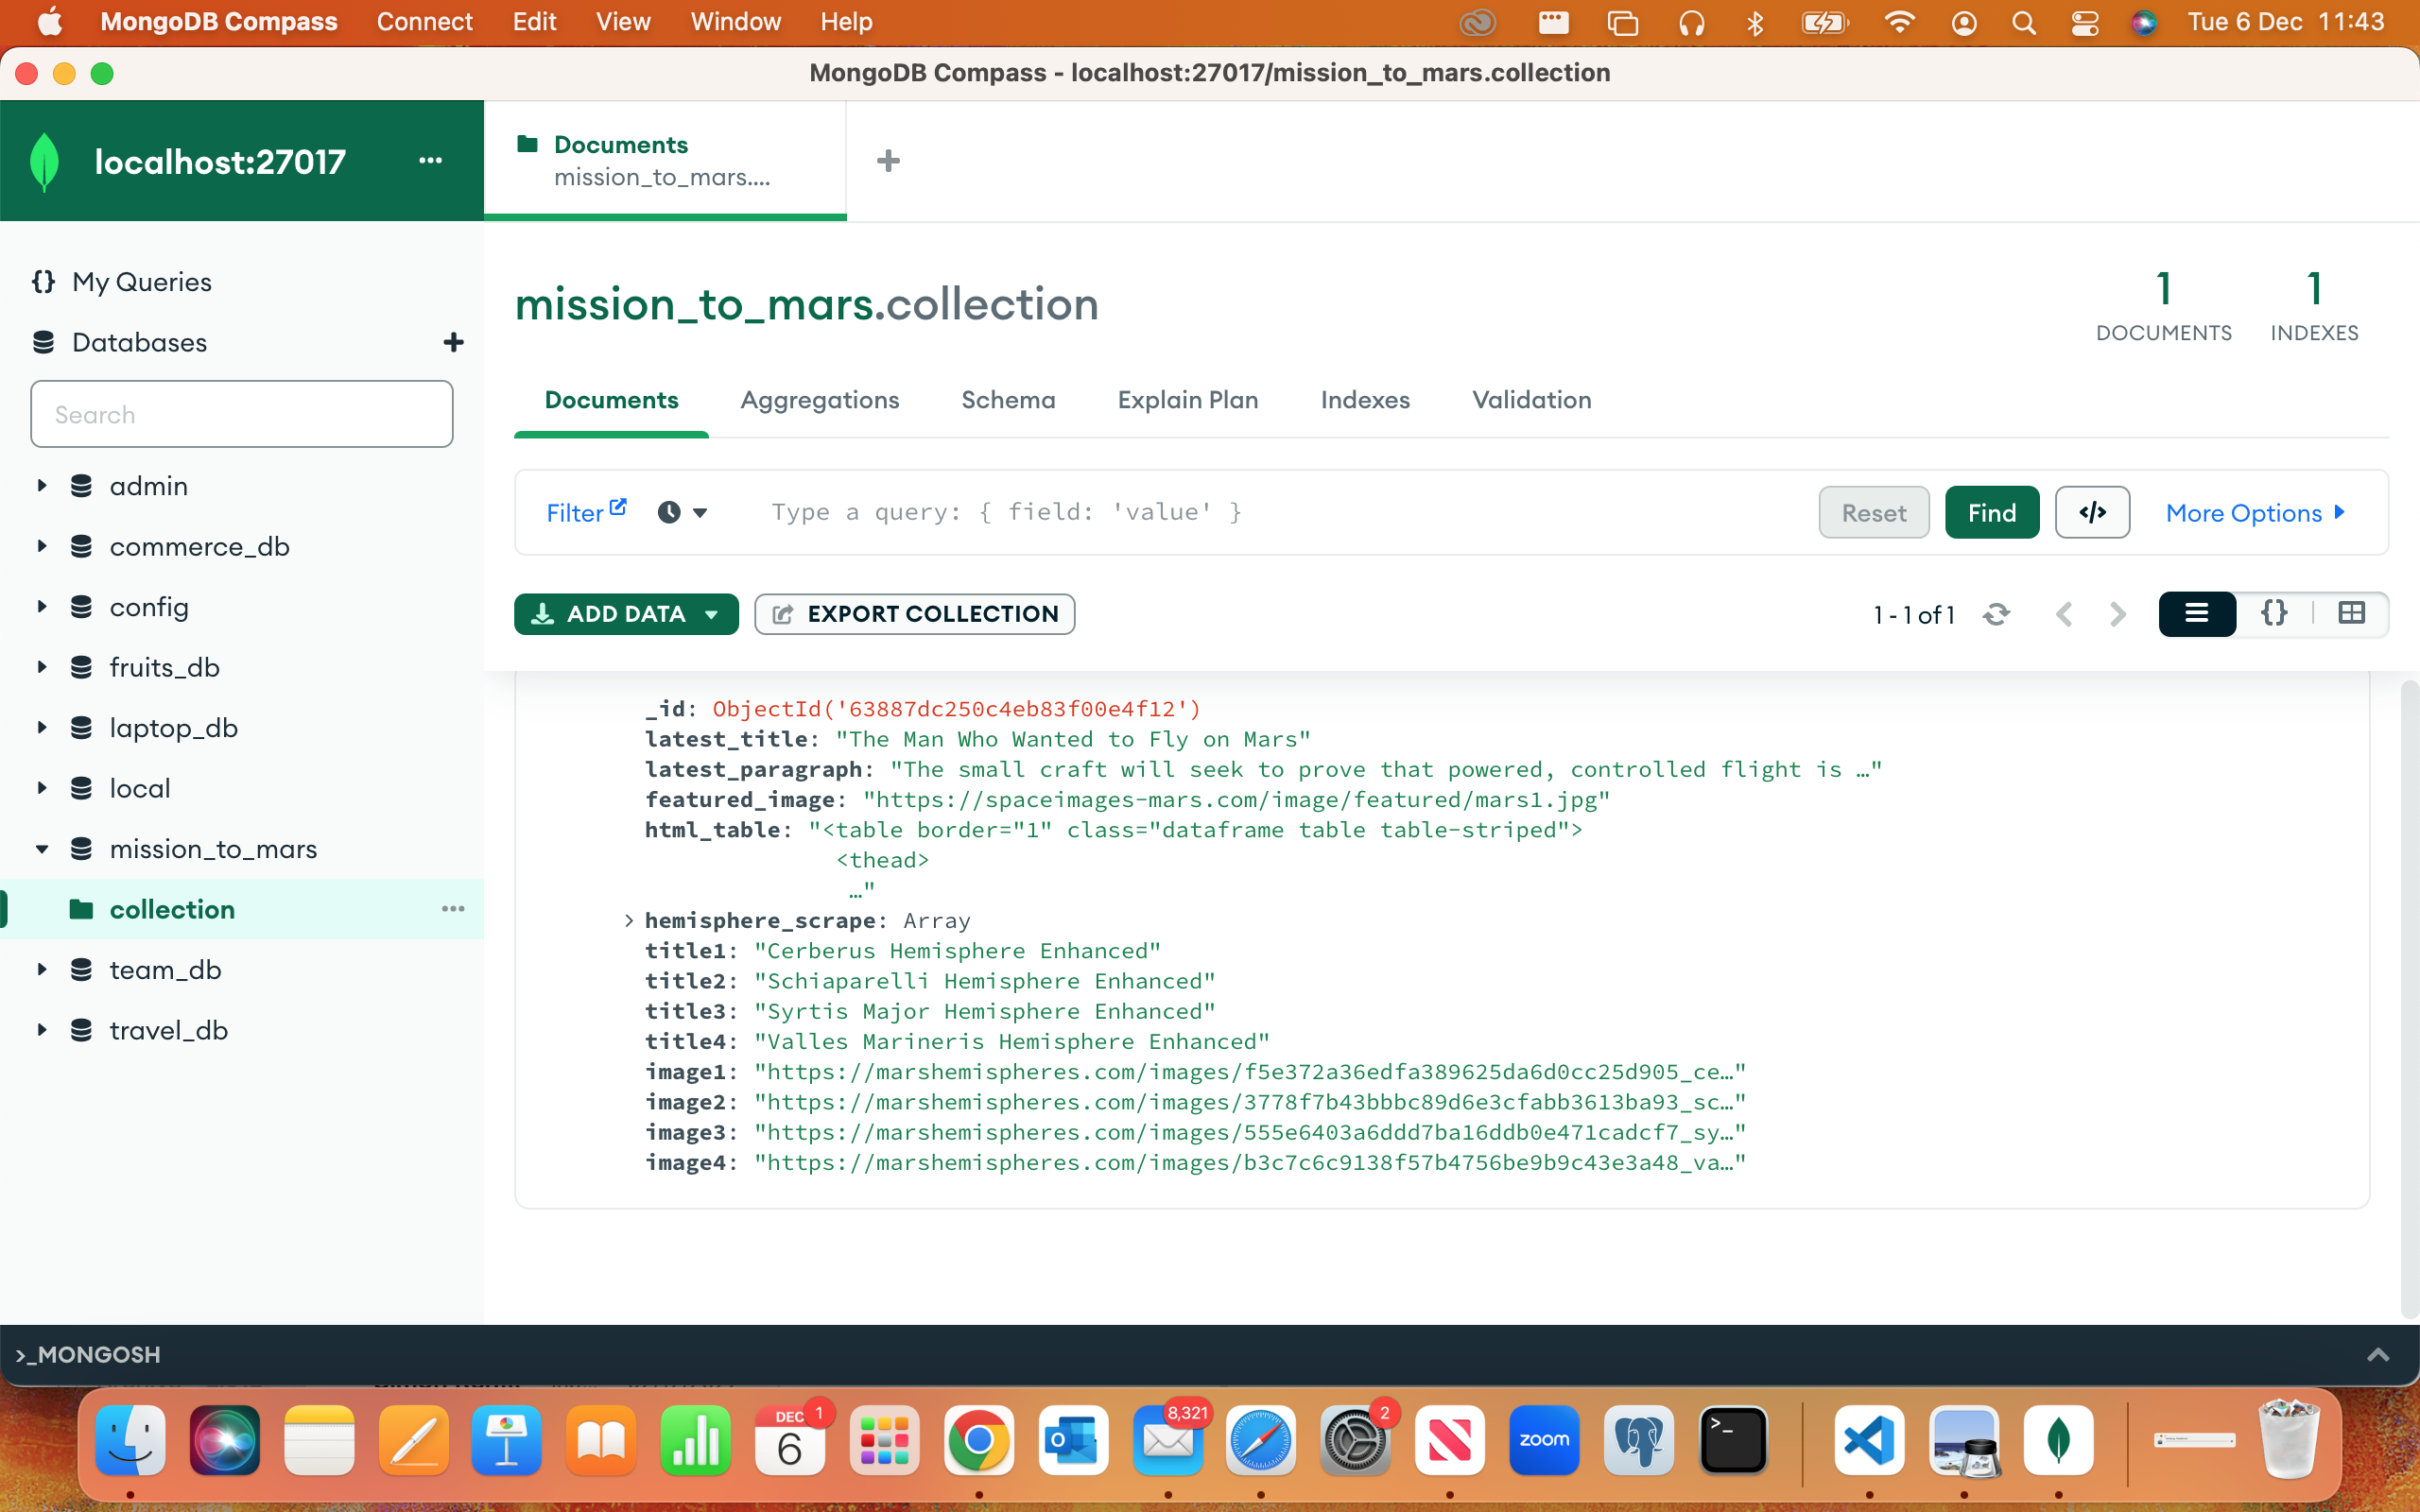 MongoDB Compass Connect Edit View Window Help Tue 6 Dec 11:43
MongoDB Compass - localhost:27017/mission_to_mars.collection
localhost:27017 ...
Documents
mission_to_mars....
My Queries
Databases
Search
admin
commerce_db
config
fruits_db
laptop_db
local
mission_to_mars
collection
team_db
travel_db
mission_to_mars.collection
1
DOCUMENTS
1
INDEXES
Documents Aggregations Schema Explain Plan Indexes Validation
Filter Type a query: { field: 'value' } Reset Find </> More Options
ADD DATA EXPORT COLLECTION 1 - 1 of 1 {}
_id: ObjectId('63887dc250c4eb83f00e4f12')
latest_title: "The Man Who Wanted to Fly on Mars"
latest_paragraph: "The small craft will seek to prove that powered, controlled flight is …"
featured_image: "https://spaceimages-mars.com/image/featured/mars1.jpg"
html_table: "<table border="1" class="dataframe table table-striped">
<thead>
…"
hemisphere_scrape: Array
title1: "Cerberus Hemisphere Enhanced"
title2: "Schiaparelli Hemisphere Enhanced"
title3: "Syrtis Major Hemisphere Enhanced"
title4: "Valles Marineris Hemisphere Enhanced"
image1: "https://marshemispheres.com/images/f5e372a36edfa389625da6d0cc25d905_ce…"
image2: "https://marshemispheres.com/images/3778f7b43bbbc89d6e3cfabb3613ba93_sc…"
image3: "https://marshemispheres.com/images/555e6403a6ddd7ba16ddb0e471cadcf7_sy…"
image4: "https://marshemispheres.com/images/b3c7c6c9138f57b4756be9b9c43e3a48_va…"
>_MONGOSH
DEC
6
1
8,321
2
zoom